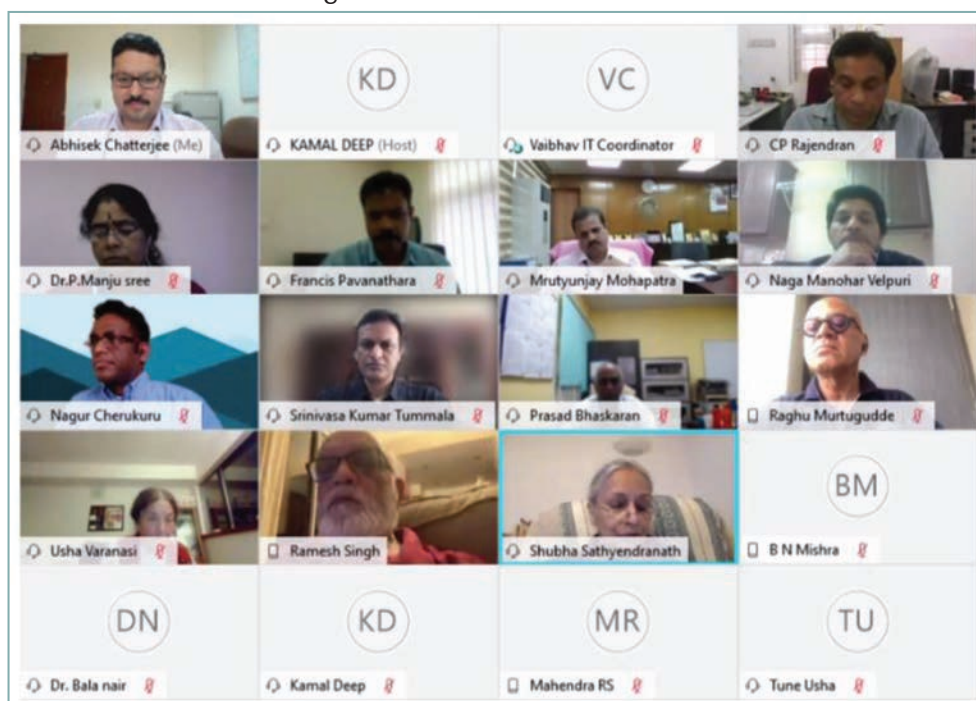 KD
VC
Abhisek Chatterjee (Me)
KAMAL DEEP (Host)
Vaibhav IT Coordinator
CP Rajendran
Dr.P.Manju sree
Francis Pavanathara
Mrutyunjay Mohapatra
Naga Manohar Velpuri
Nagur Cherukuru
Srinivasa Kumar Tummala
Prasad Bhaskaran
Raghu Murtugudde
BM
Usha Varanasi
Ramesh Singh
Shubha Sathyendranath
B N Mishra
DN
KD
MR
TU
Dr. Bala nair
Kamal Deep
Mahendra RS
Tune Usha